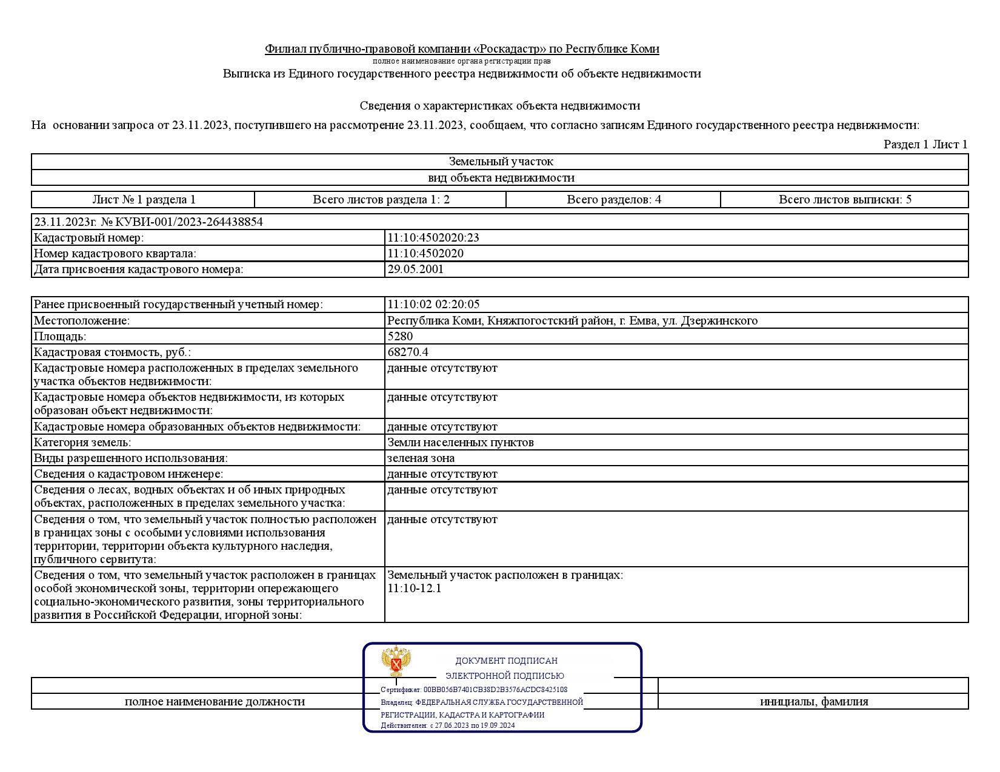 Филиал публично-правовой компании «Роскадастр» по Республике Коми
полное наименование органа регистрации прав
Выписка из Единого государственного реестра недвижимости об объекте недвижимости
Сведения о характеристиках объекта недвижимости
На основании запроса от 23.11.2023, поступившего на рассмотрение 23.11.2023, сообщаем, что согласно записям Единого государственного реестра недвижимости:
Раздел 1 Лист 1
Земельный участок
вид объекта недвижимости
Лист № 1 раздела 1 Всего листов раздела 1: 2 Всего разделов: 4 Всего листов выписки: 5
23.11.2023г. № КУВИ-001/2023-264438854
Кадастровый номер: 11:10:4502020:23
Номер кадастрового квартала: 11:10:4502020
Дата присвоения кадастрового номера: 29.05.2001
Ранее присвоенный государственный учетный номер: 11:10:02 02:20:05
Местоположение: Республика Коми, Княжпогостский район, г. Емва, ул. Дзержинского
Площадь: 5280
Кадастровая стоимость, руб.: 68270.4
Кадастровые номера расположенных в пределах земельного данные отсутствуют
участка объектов недвижимости:
Кадастровые номера объектов недвижимости, из которых данные отсутствуют
образован объект недвижимости:
Кадастровые номера образованных объектов недвижимости: данные отсутствуют
Категория земель: Земли населенных пунктов
Виды разрешенного использования: зеленая зона
Сведения о кадастровом инженере: данные отсутствуют
Сведения о лесах, водных объектах и об иных природных данные отсутствуют
объектах, расположенных в пределах земельного участка:
Сведения о том, что земельный участок полностью расположен данные отсутствуют
в границах зоны с особыми условиями использования
территории, территории объекта культурного наследия,
публичного сервитута:
Сведения о том, что земельный участок расположен в границах Земельный участок расположен в границах:
особой экономической зоны, территории опережающего 11:10-12.1
социально-экономического развития, зоны территориального
развития в Российской Федерации, игорной зоны:
ДОКУМЕНТ ПОДПИСАН
ЭЛЕКТРОННОЙ ПОДПИСЬЮ
Сертификат: 00BB056B7401CB38D2B3576ACDC8425108
полное наименование должности Владелец: ФЕДЕРАЛЬНАЯ СЛУЖБА ГОСУДАРСТВЕННОЙ инициалы, фамилия
РЕГИСТРАЦИИ, КАДАСТРА И КАРТОГРАФИИ
Действителен: с 27.06.2023 по 19.09.2024